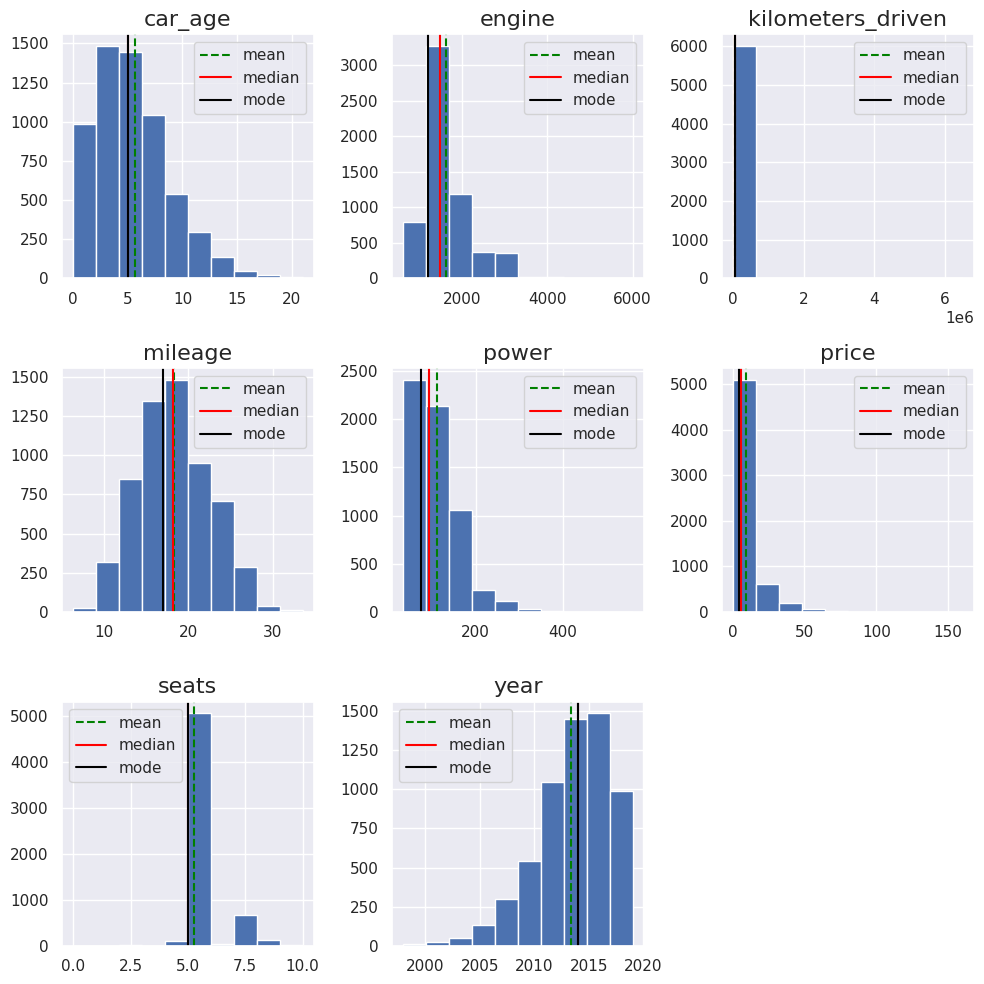 car_age
engine
kilometers_driven
1500
1250
1000
750
500
250
0
0
5
10
15
20
mean
median
mode
3000
2500
2000
1500
1000
500
0
2000
4000
6000
mean
median
mode
6000
5000
4000
3000
2000
1000
0
0
2
4
6
1e6
mean
median
mode
mileage
power
price
1500
1250
1000
750
500
250
0
10
20
30
mean
median
mode
2500
2000
1500
1000
500
0
200
400
mean
median
mode
5000
4000
3000
2000
1000
0
0
50
100
150
mean
median
mode
seats
year
5000
4000
3000
2000
1000
0
0.0
2.5
5.0
7.5
10.0
mean
median
mode
1500
1250
1000
750
500
250
0
2000
2005
2010
2015
2020
mean
median
mode